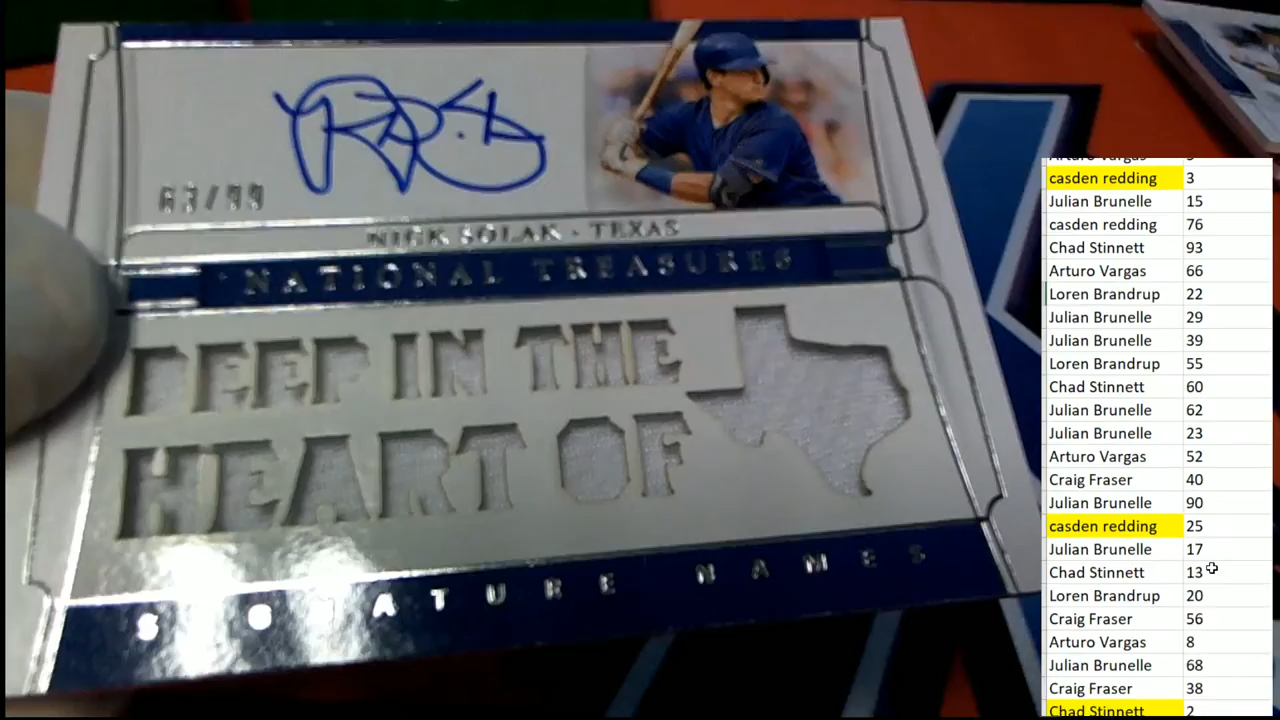 63/99
NICK SOLAK - TEXAS
NATIONAL TREASURES
DEEP IN THE
HEART OF
SIGNATURE NAMES
Arturo Vargas
casden redding 3
Julian Brunelle 15
casden redding 76
Chad Stinnett 93
Arturo Vargas 66
Loren Brandrup 22
Julian Brunelle 29
Julian Brunelle 39
Loren Brandrup 55
Chad Stinnett 60
Julian Brunelle 62
Julian Brunelle 23
Arturo Vargas 52
Craig Fraser 40
Julian Brunelle 90
casden redding 25
Julian Brunelle 17
Chad Stinnett 13
Loren Brandrup 20
Craig Fraser 56
Arturo Vargas 8
Julian Brunelle 68
Craig Fraser 38
Chad Stinnett 2